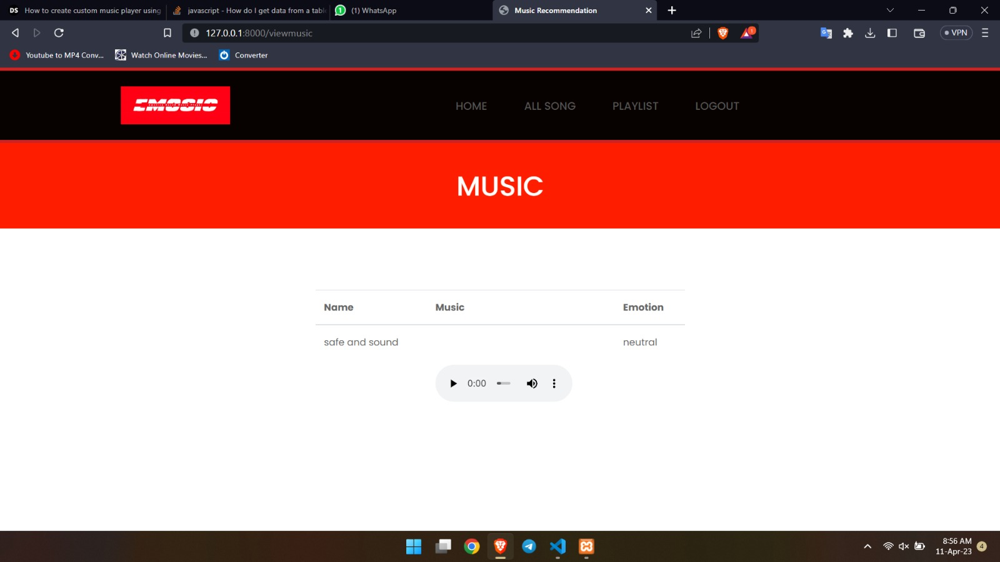 DS How to create custom music player using
javascript - How do I get data from a tabl
1 (1) WhatsApp
Music Recommendation
127.0.0.1:8000/viewmusic
1
VPN
Youtube to MP4 Conv...
Watch Online Movies...
Converter
EMOSIC
HOME
ALL SONG
PLAYLIST
LOGOUT
MUSIC
Name Music Emotion
safe and sound neutral
0:00
8:56 AM
11-Apr-23
4